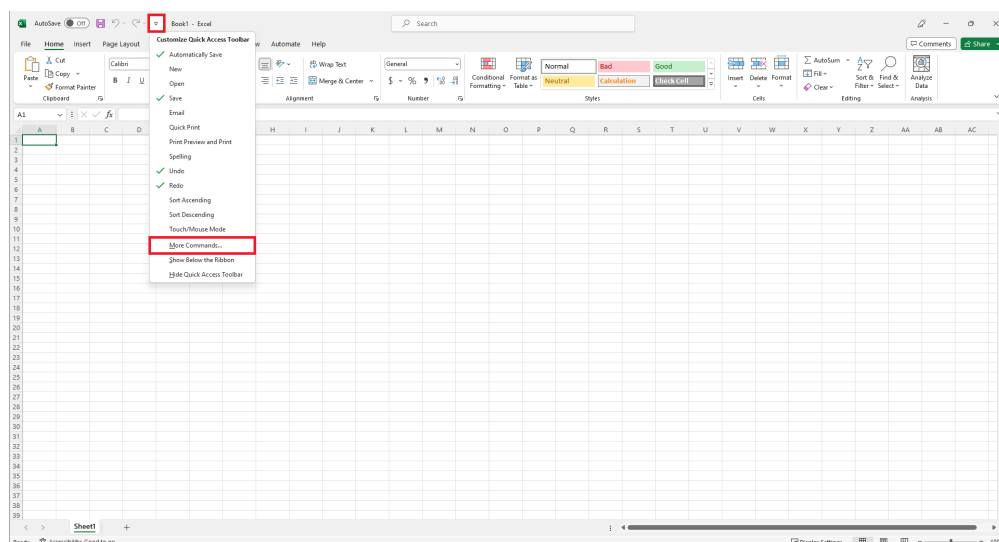 AutoSave Off Book1 - Excel Search
File Home Insert Page Layout w Automate Help Comments Share
Customize Quick Access Toolbar
Automatically Save
New
Open
Save
Email
Quick Print
Print Preview and Print
Spelling
Undo
Redo
Sort Ascending
Sort Descending
Touch/Mouse Mode
More Commands...
Show Below the Ribbon
Hide Quick Access Toolbar
Paste Cut
Copy
Format Painter
Clipboard
Calibri
B I U
Wrap Text
Merge & Center
Alignment
General
$ % 9
Number
Conditional Formatting
Format as Table
Normal Bad Good
Neutral Calculation Check Cell
Styles
Insert Delete Format
Cells
AutoSum
Fill
Clear
Sort & Filter
Find & Select
Editing
Analyze Data
Analysis
A1 fx
A B C D H I J K L M N O P Q R S T U V W X Y Z AA AB AC
1
2
3
4
5
6
7
8
9
10
11
12
13
14
15
16
17
18
19
20
21
22
23
24
25
26
27
28
29
30
31
32
33
34
35
36
37
38
39
Sheet1 +